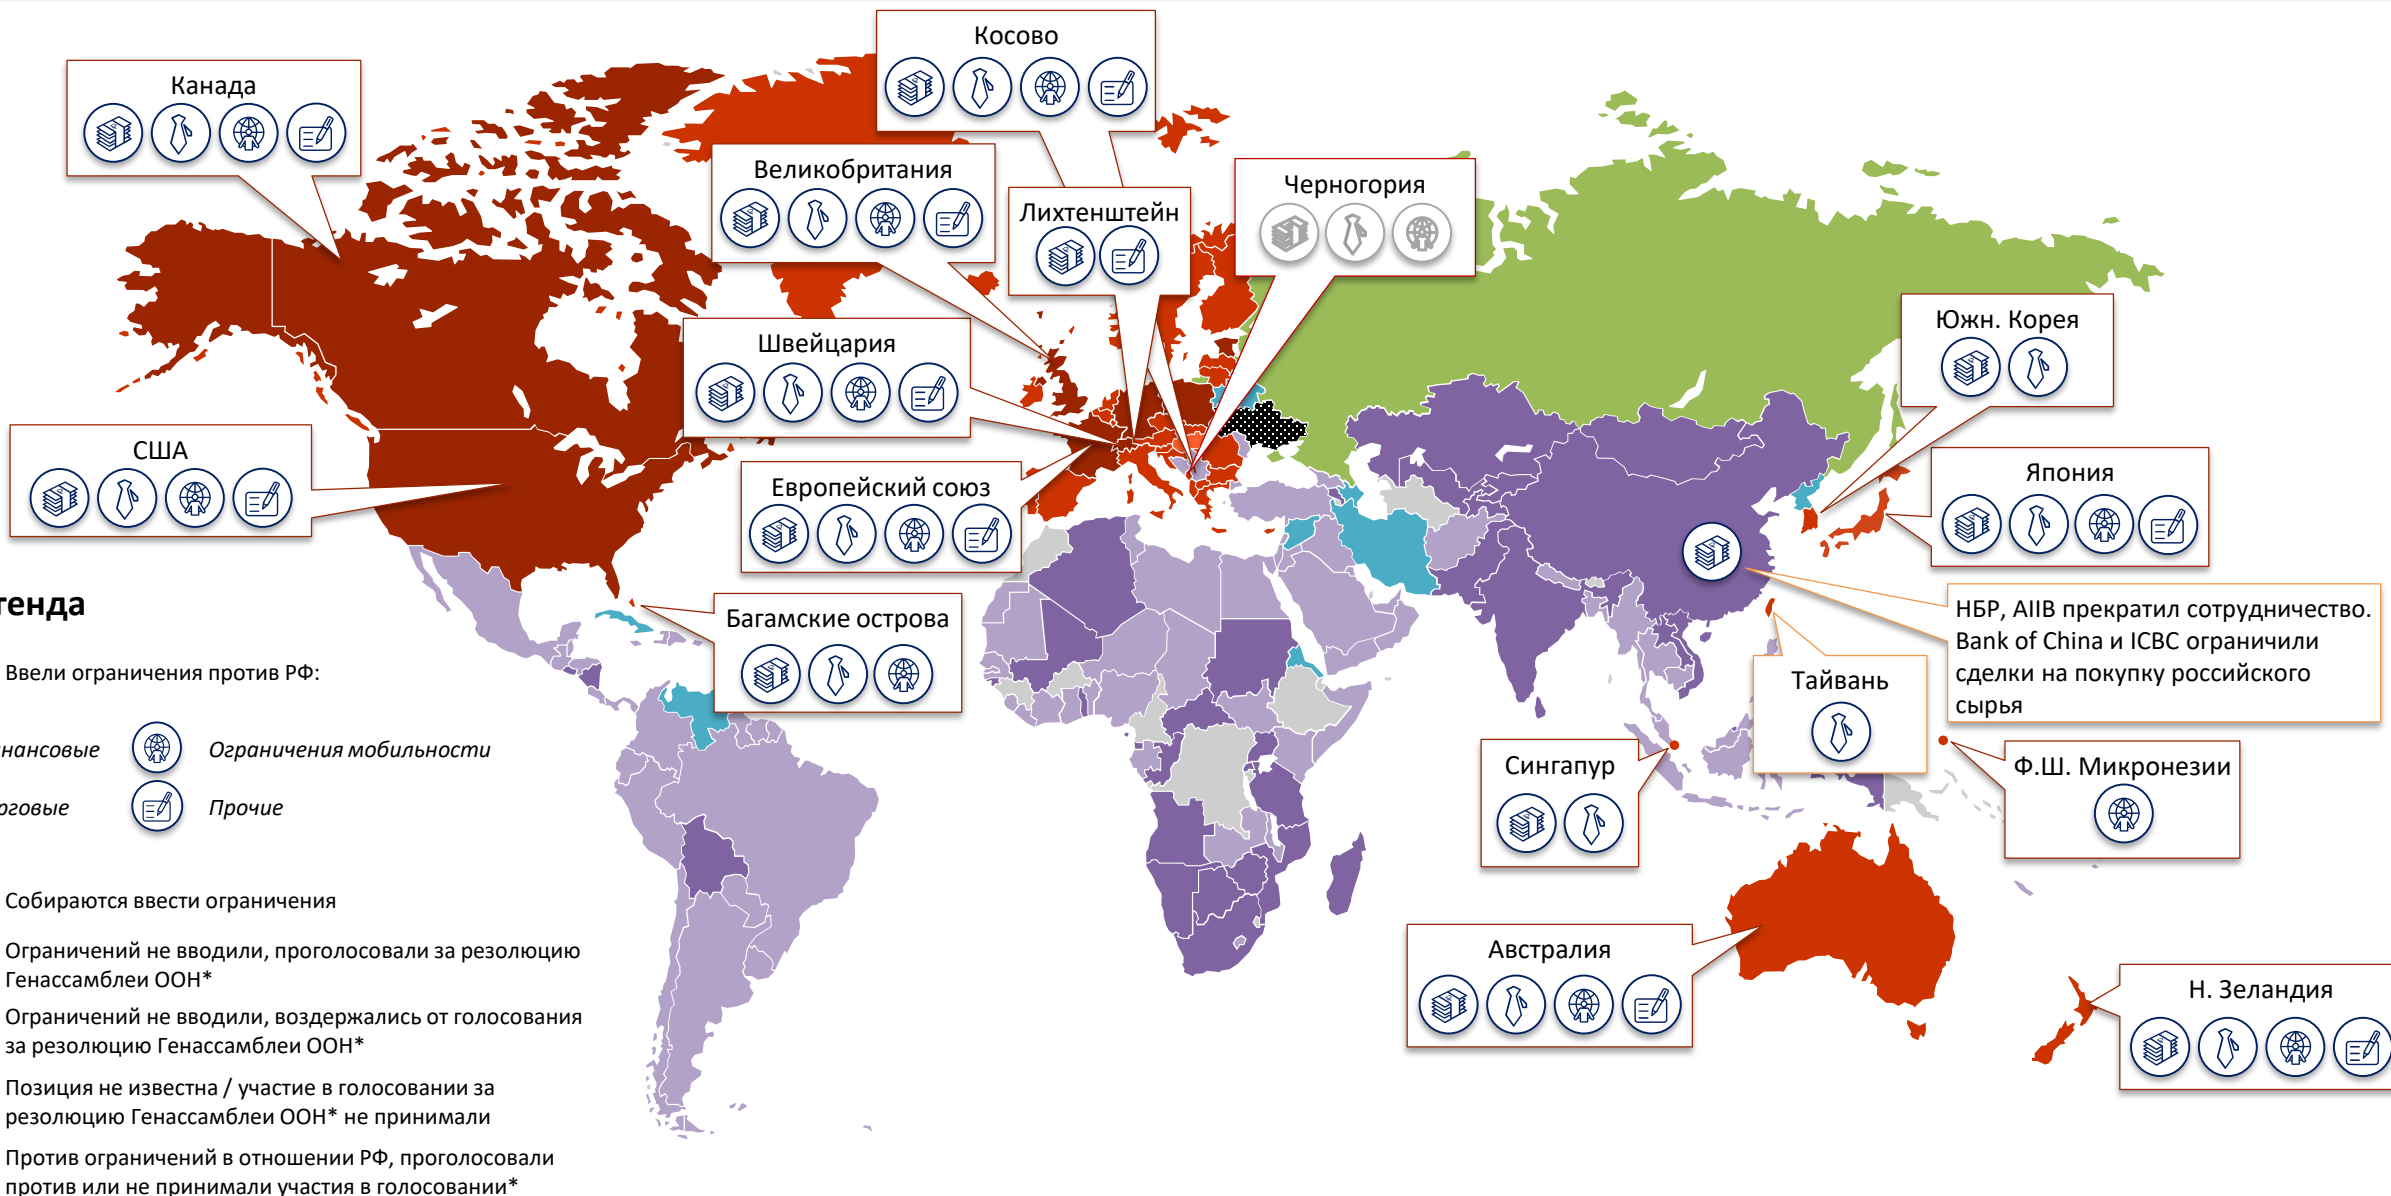 Косово
Канада
Великобритания
Черногория
Лихтенштейн
Южн. Корея
Швейцария
США
Япония
Европейский союз
Багамские острова
НБР, AIIB прекратил сотрудничество.
Bank of China и ICBC ограничили
сделки на покупку российского
сырья
Тайвань
Сингапур
Ф.Ш. Микронезии
Австралия
Н. Зеландия
генда
Ввели ограничения против РФ:
нансовые
Ограничения мобильности
рговые
Прочие
Собираются ввести ограничения
Ограничений не вводили, проголосовали за резолюцию
Генассамблеи ООН*
Ограничений не вводили, воздержались от голосования
за резолюцию Генассамблеи ООН*
Позиция не известна / участие в голосовании за
резолюцию Генассамблеи ООН* не принимали
Против ограничений в отношении РФ, проголосовали
против или не принимали участия в голосовании*